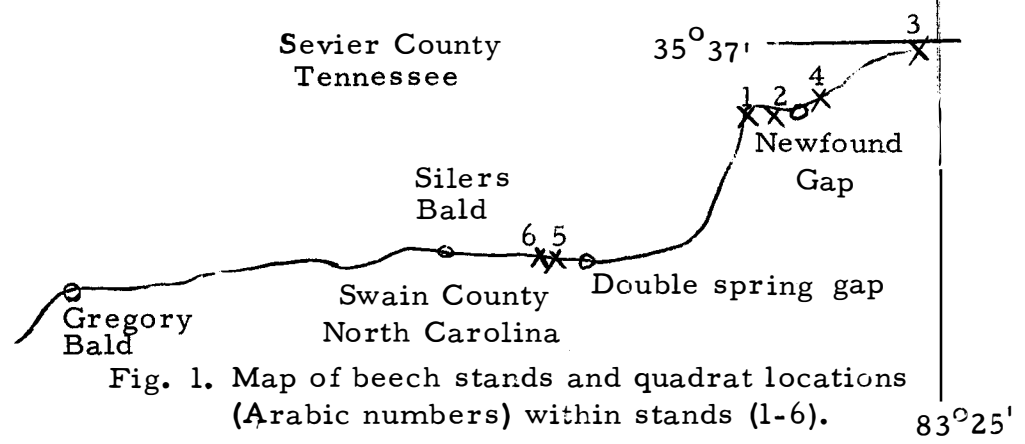 3
Sevier County
Tennessee
35° 37'
4
1 2
Newfound
Gap
Silers
Bald
6 5
Double spring gap
Swain County
North Carolina
Gregory
Bald
Fig. 1. Map of beech stands and quadrat locations
(Arabic numbers) within stands (1-6).
83° 25'